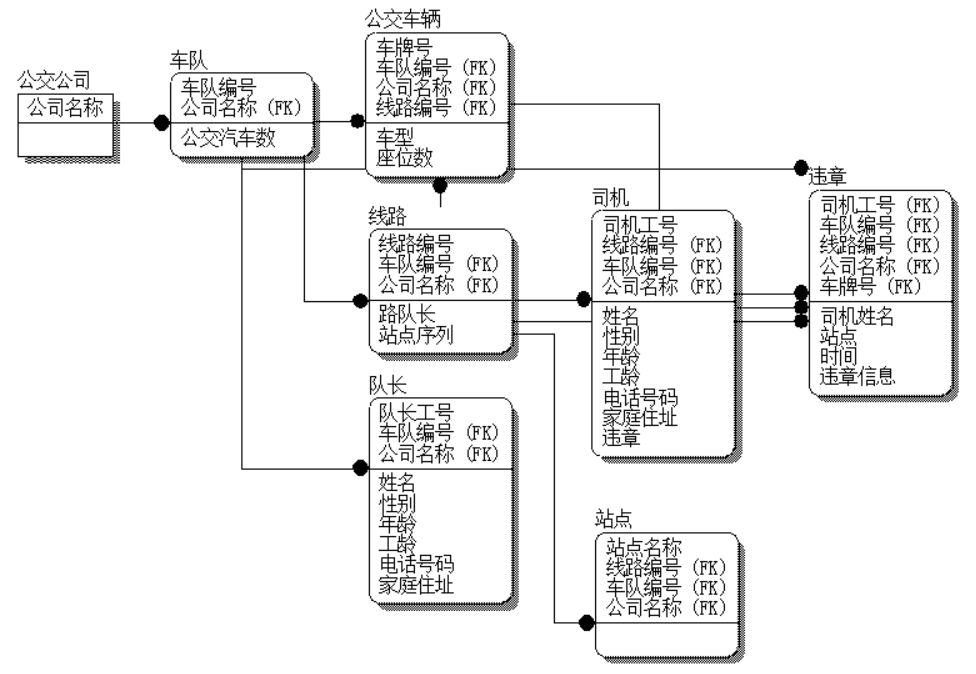 公交公司
公司名称
车队
车队编号
公司名称 (FK)
公交汽车数
公交车辆
车牌号
车队编号 (FK)
公司名称 (FK)
线路编号 (FK)
车型
座位数
线路
线路编号
车队编号 (FK)
公司名称 (FK)
路队长
站点序列
队长
队长工号
车队编号 (FK)
公司名称 (FK)
姓名
性别
年龄
工龄
电话号码
家庭住址
司机
司机工号
线路编号 (FK)
车队编号 (FK)
公司名称 (FK)
姓名
性别
年龄
工龄
电话号码
家庭住址
违章
违章
司机工号 (FK)
车队编号 (FK)
线路编号 (FK)
公司名称 (FK)
车牌号 (FK)
司机姓名
站点
时间
违章信息
站点
站点名称
线路编号 (FK)
车队编号 (FK)
公司名称 (FK)